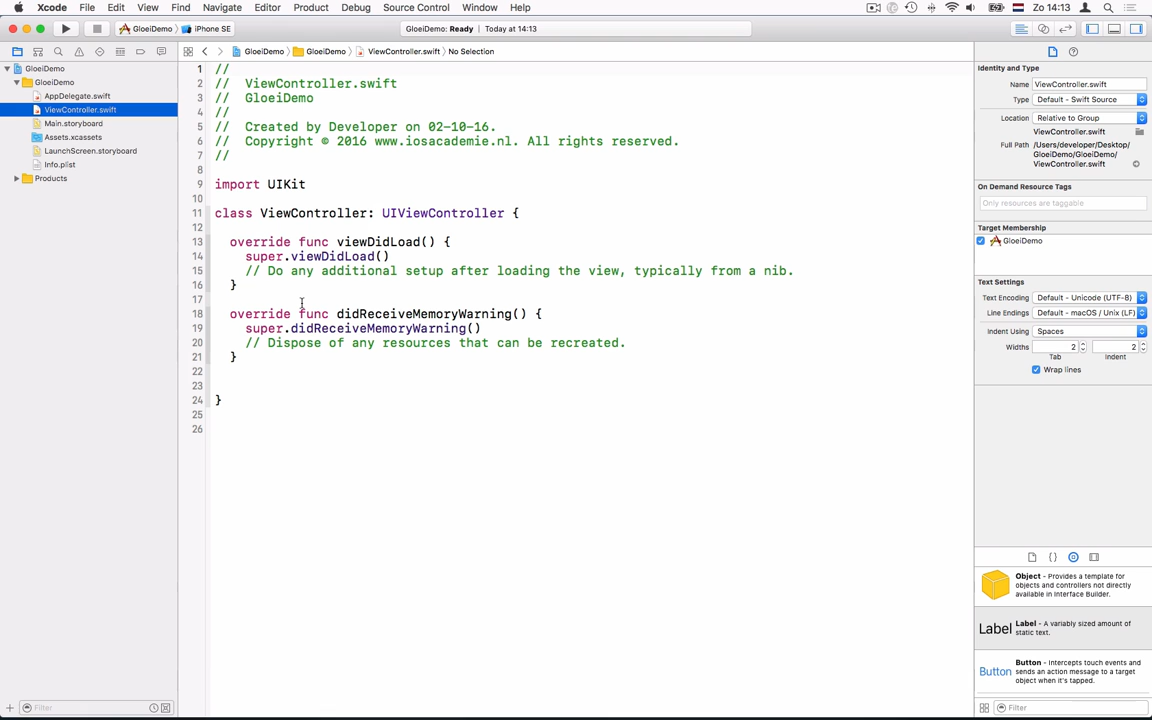 Xcode File Edit View Find Navigate Editor Product Debug Source Control Window Help Zo 14:13
GloeiDemo iPhone SE GloeiDemo: Ready Today at 14:13
GloeiDemo GloeiDemo ViewController.swift No Selection
GloeiDemo
GloeiDemo
AppDelegate.swift
ViewController.swift
Main.storyboard
Assets.xcassets
LaunchScreen.storyboard
Info.plist
Products
Filter
1 //
2 // ViewController.swift
3 // GloeiDemo
4 //
5 // Created by Developer on 02-10-16.
6 // Copyright © 2016 www.iosacademie.nl. All rights reserved.
7 //
8
9 import UIKit
10
11 class ViewController: UIViewController {
12
13 override func viewDidLoad() {
14 super.viewDidLoad()
15 // Do any additional setup after loading the view, typically from a nib.
16 }
17
18 override func didReceiveMemoryWarning() {
19 super.didReceiveMemoryWarning()
20 // Dispose of any resources that can be recreated.
21 }
22
23
24 }
25
26
Identity and Type
Name ViewController.swift
Type Default - Swift Source
Location Relative to Group
ViewController.swift
Full Path /Users/developer/Desktop/
GloeiDemo/GloeiDemo/
ViewController.swift
On Demand Resource Tags
Only resources are taggable
Target Membership
GloeiDemo
Text Settings
Text Encoding Default - Unicode (UTF-8)
Line Endings Default - macOS / Unix (LF)
Indent Using Spaces
Widths 2 2
Tab Indent
Wrap lines
Object - Provides a template for
objects and controllers not directly
available in Interface Builder.
Label Label - A variably sized amount of
static text.
Button Button - Intercepts touch events and
sends an action message to a target
object when it's tapped.
Filter